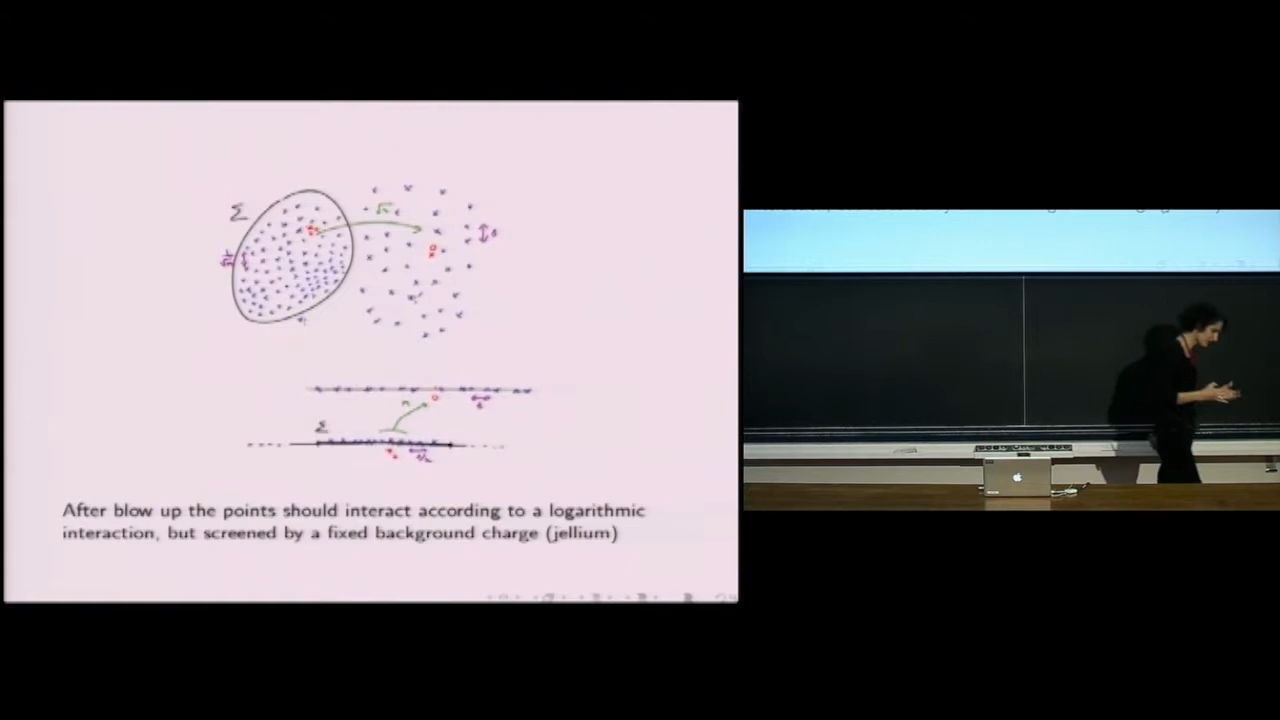 Σ
√n
Σ
n
After blow up the points should interact according to a logarithmic
interaction, but screened by a fixed background charge (jellium)